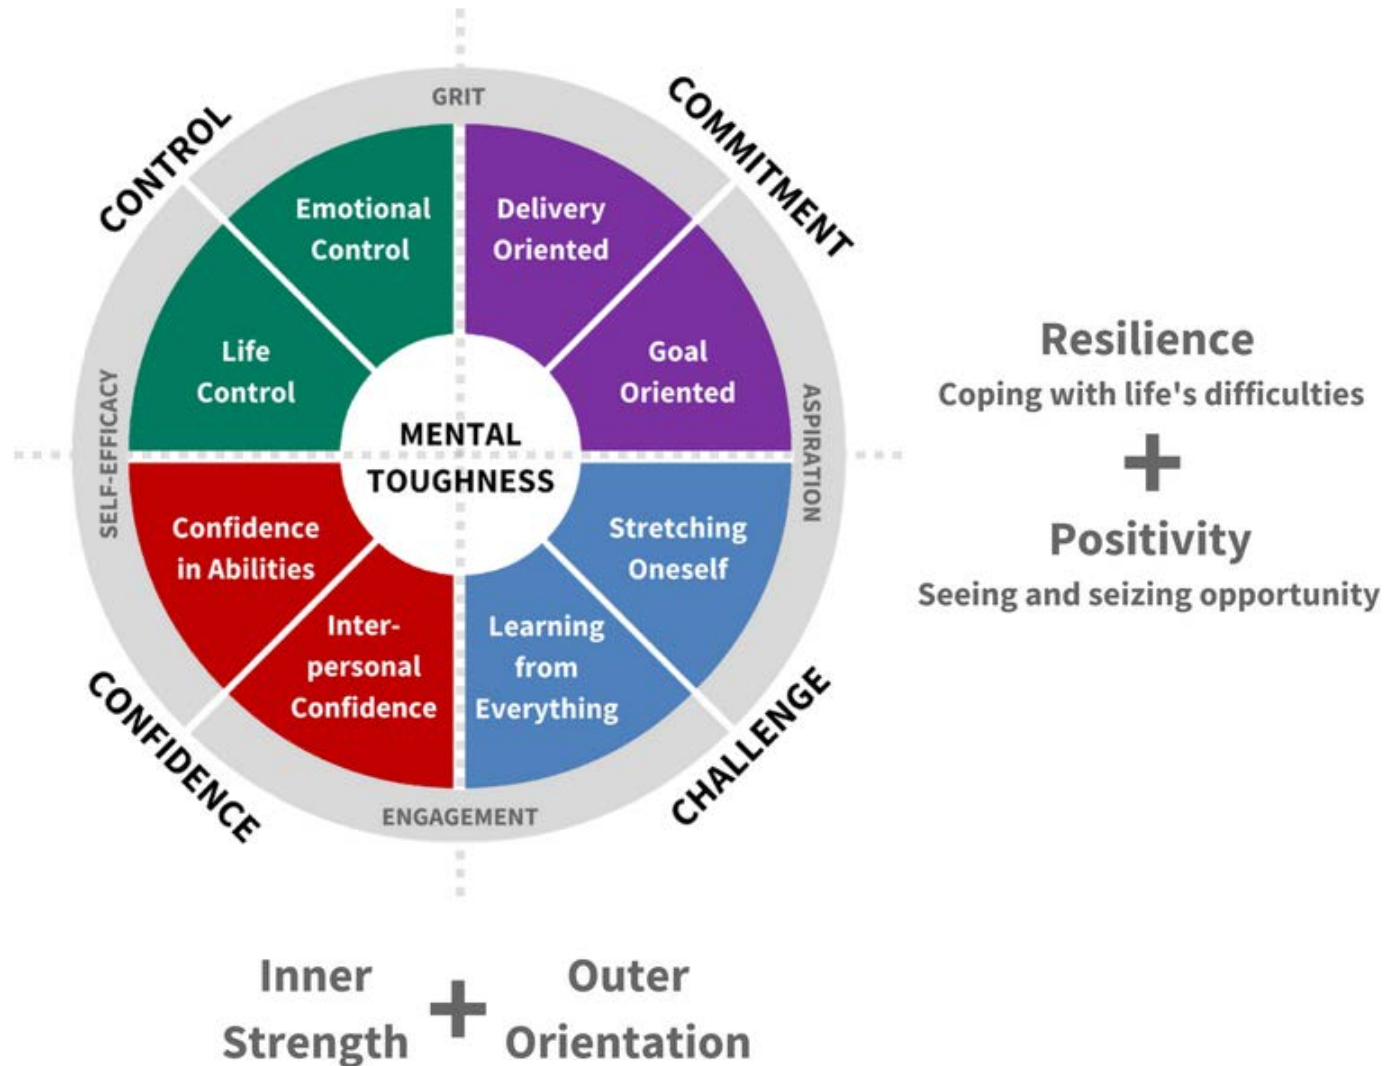 GRIT
CONTROL
COMMITMENT
Emotional
Control
Delivery
Oriented
Life
Control
Goal
Oriented
SELF-EFFICACY
MENTAL
TOUGHNESS
ASPIRATION
Confidence
in Abilities
Stretching
Oneself
Inter-
personal
Confidence
Learning
from
Everything
CONFIDENCE
CHALLENGE
ENGAGEMENT
Resilience
Coping with life's difficulties
+
Positivity
Seeing and seizing opportunity
Inner
Strength
+
Outer
Orientation